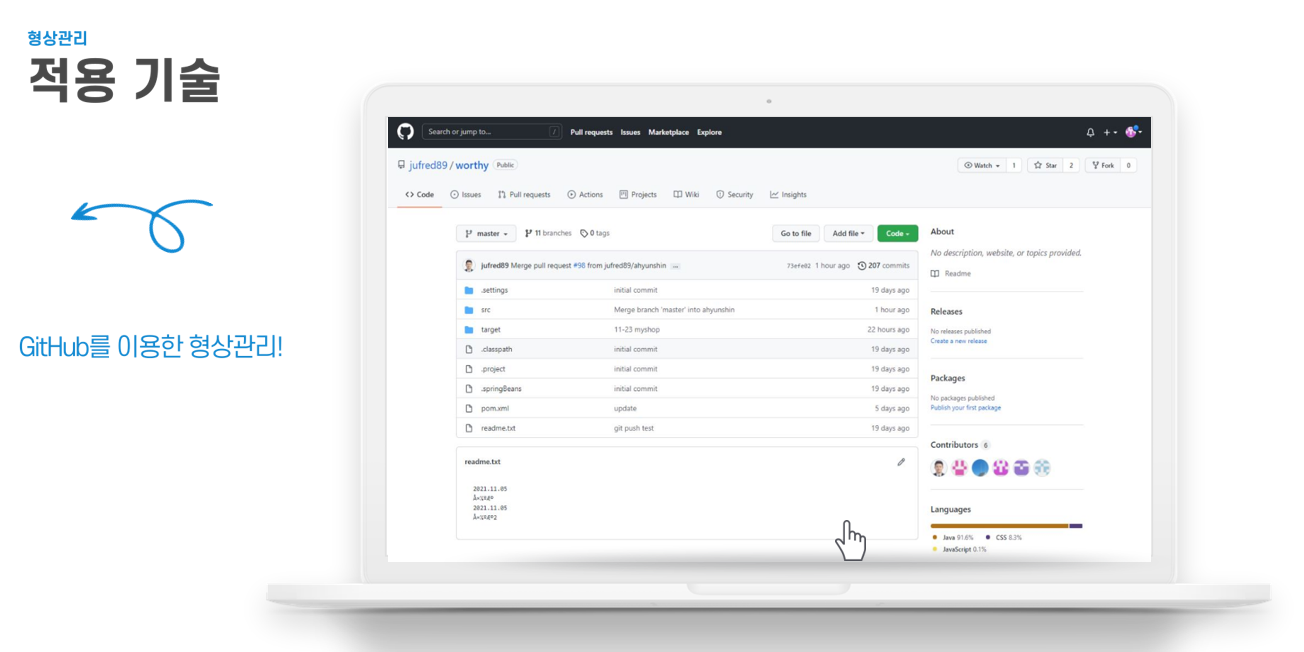 형상관리
적용 기술
GitHub를 이용한 형상관리!
Search or jump to... /
Pull requests Issues Marketplace Explore
jufred89 / worthy Public
Watch 1 Star 2 Fork 0
Code Issues Pull requests Actions Projects Wiki Security Insights
master 11 branches 0 tags
Go to file Add file Code
jufred89 Merge pull request #98 from jufred89/ahyunshin ... 1 hour ago 207 commits
.settings initial commit 19 days ago
src Merge branch 'master' into ahyunshin 1 hour ago
target 11-23 myshop 22 hours ago
.classpath initial commit 19 days ago
.project initial commit 19 days ago
.springBeans initial commit 19 days ago
pom.xml update 5 days ago
readme.txt git push test 19 days ago
readme.txt
2021.11.05
2021.11.05
About
No description, website, or topics provided.
Readme
Releases
No releases published
Create a new release
Packages
No packages published
Publish your first package
Contributors 6
Languages
Java 91.6% CSS 8.3%
JavaScript 0.1%